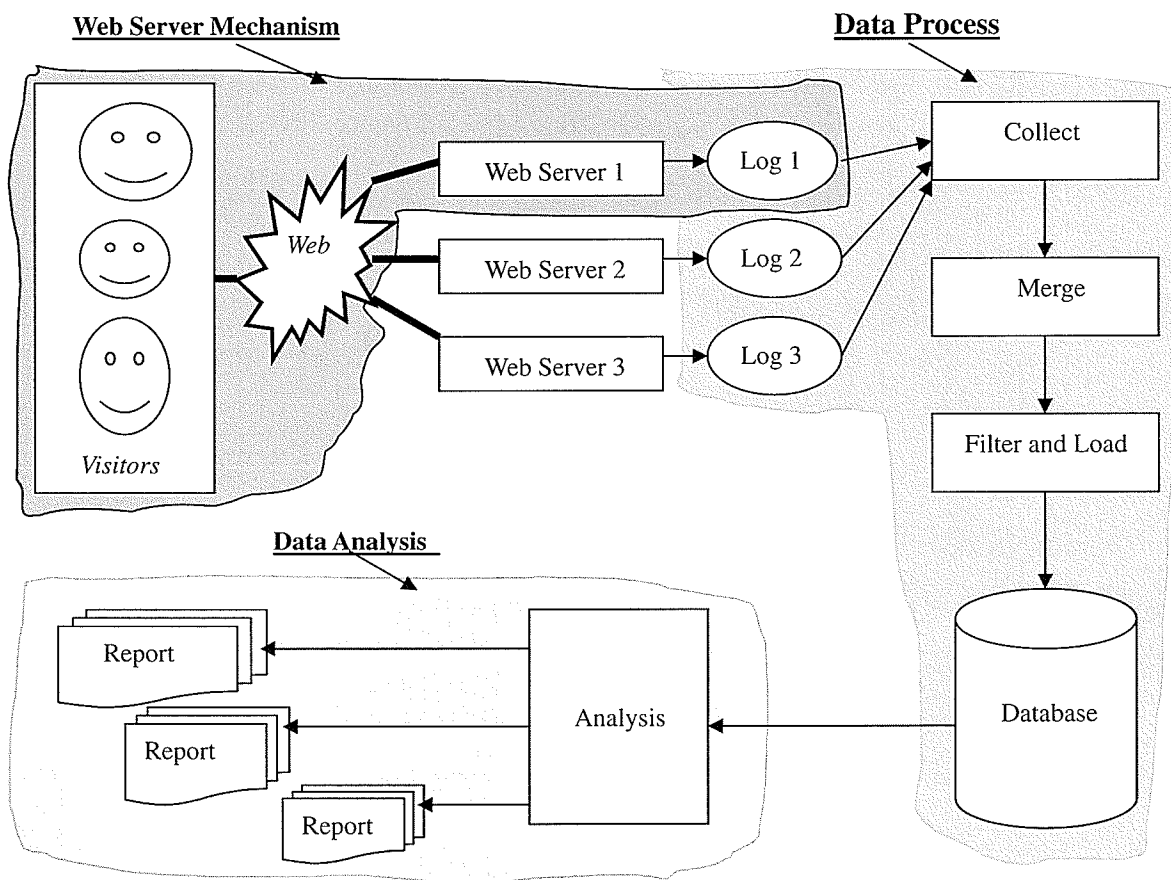 Web Server Mechanism
Data Process
Web Server 1
Log 1
Collect
Web
Web Server 2
Log 2
Merge
Web Server 3
Log 3
Visitors
Filter and Load
Data Analysis
Report
Report
Report
Analysis
Database